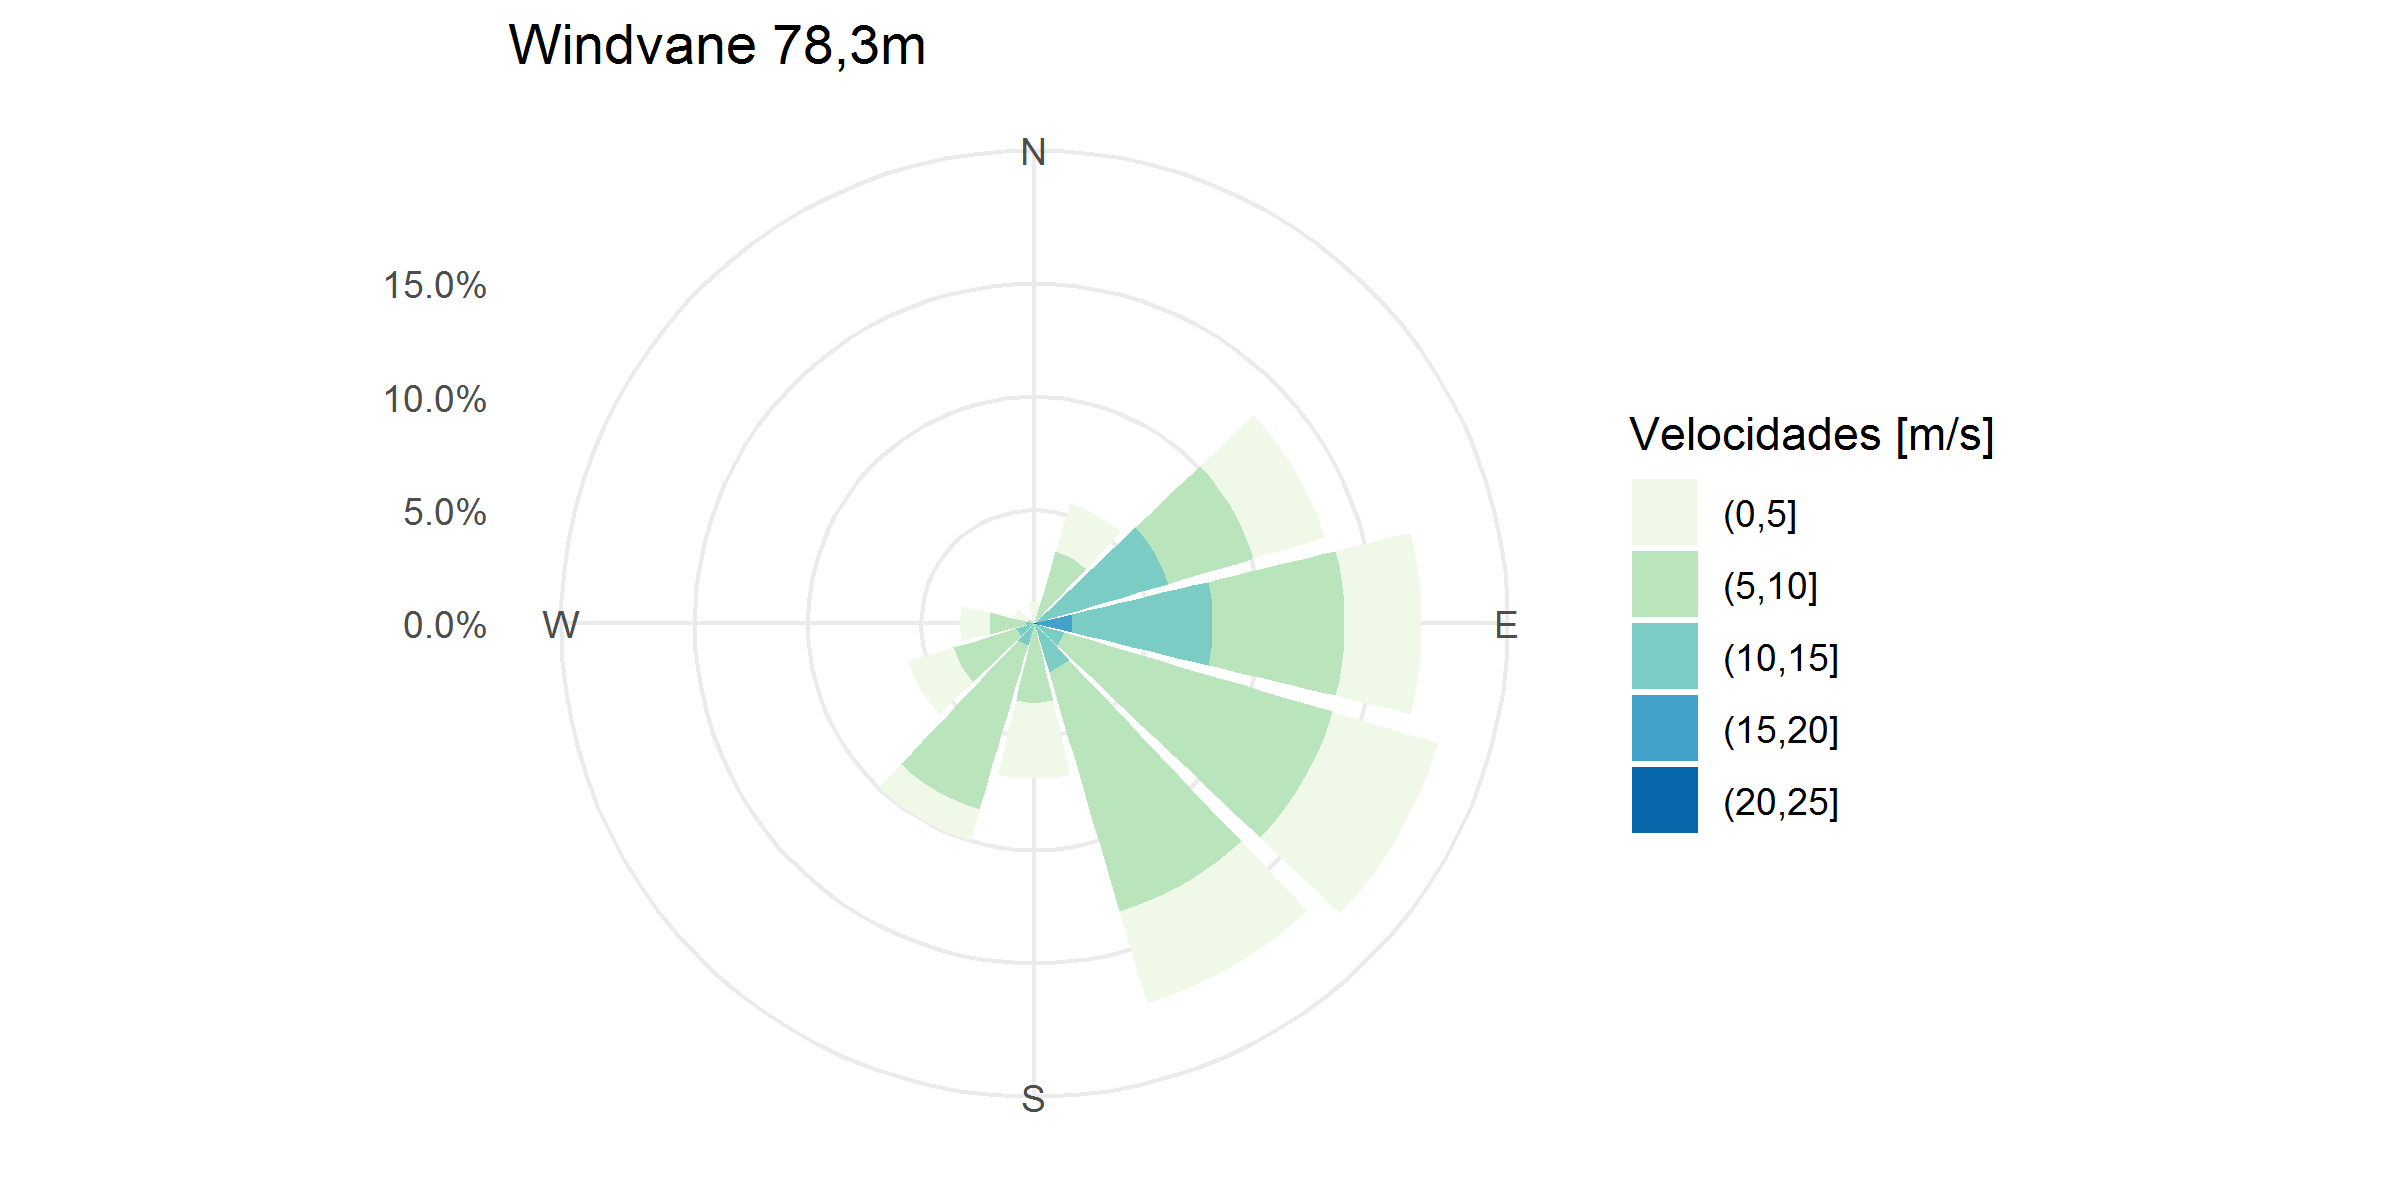 Windvane 78,3m
N
15.0%
10.0%
5.0%
0.0%
W
E
S
Velocidades [m/s]
(0,5]
(5,10]
(10,15]
(15,20]
(20,25]